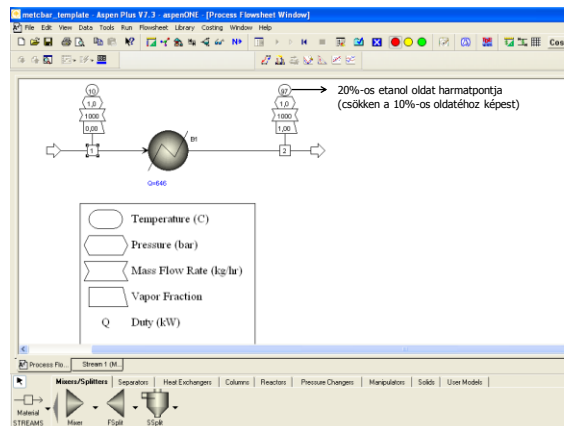 metcbar_template - Aspen Plus V7.3 - aspenONE - [Process Flowsheet Window]
File Edit View Data Tools Run Flowsheet Library Costing Window Help
N>
Cos
10
1,0
1000
0,00
1
B1
Q=646
97
1,0
1000
1,00
2
20%-os etanol oldat harmatpontja
(csökken a 10%-os oldatéhoz képest)
Temperature (C)
Pressure (bar)
Mass Flow Rate (kg/hr)
Vapor Fraction
Q Duty (kW)
Process Flo... Stream 1 (M...
Mixers/Splitters Separators Heat Exchangers Columns Reactors Pressure Changers Manipulators Solids User Models
Material
STREAMS Mixer FSplit SSplit